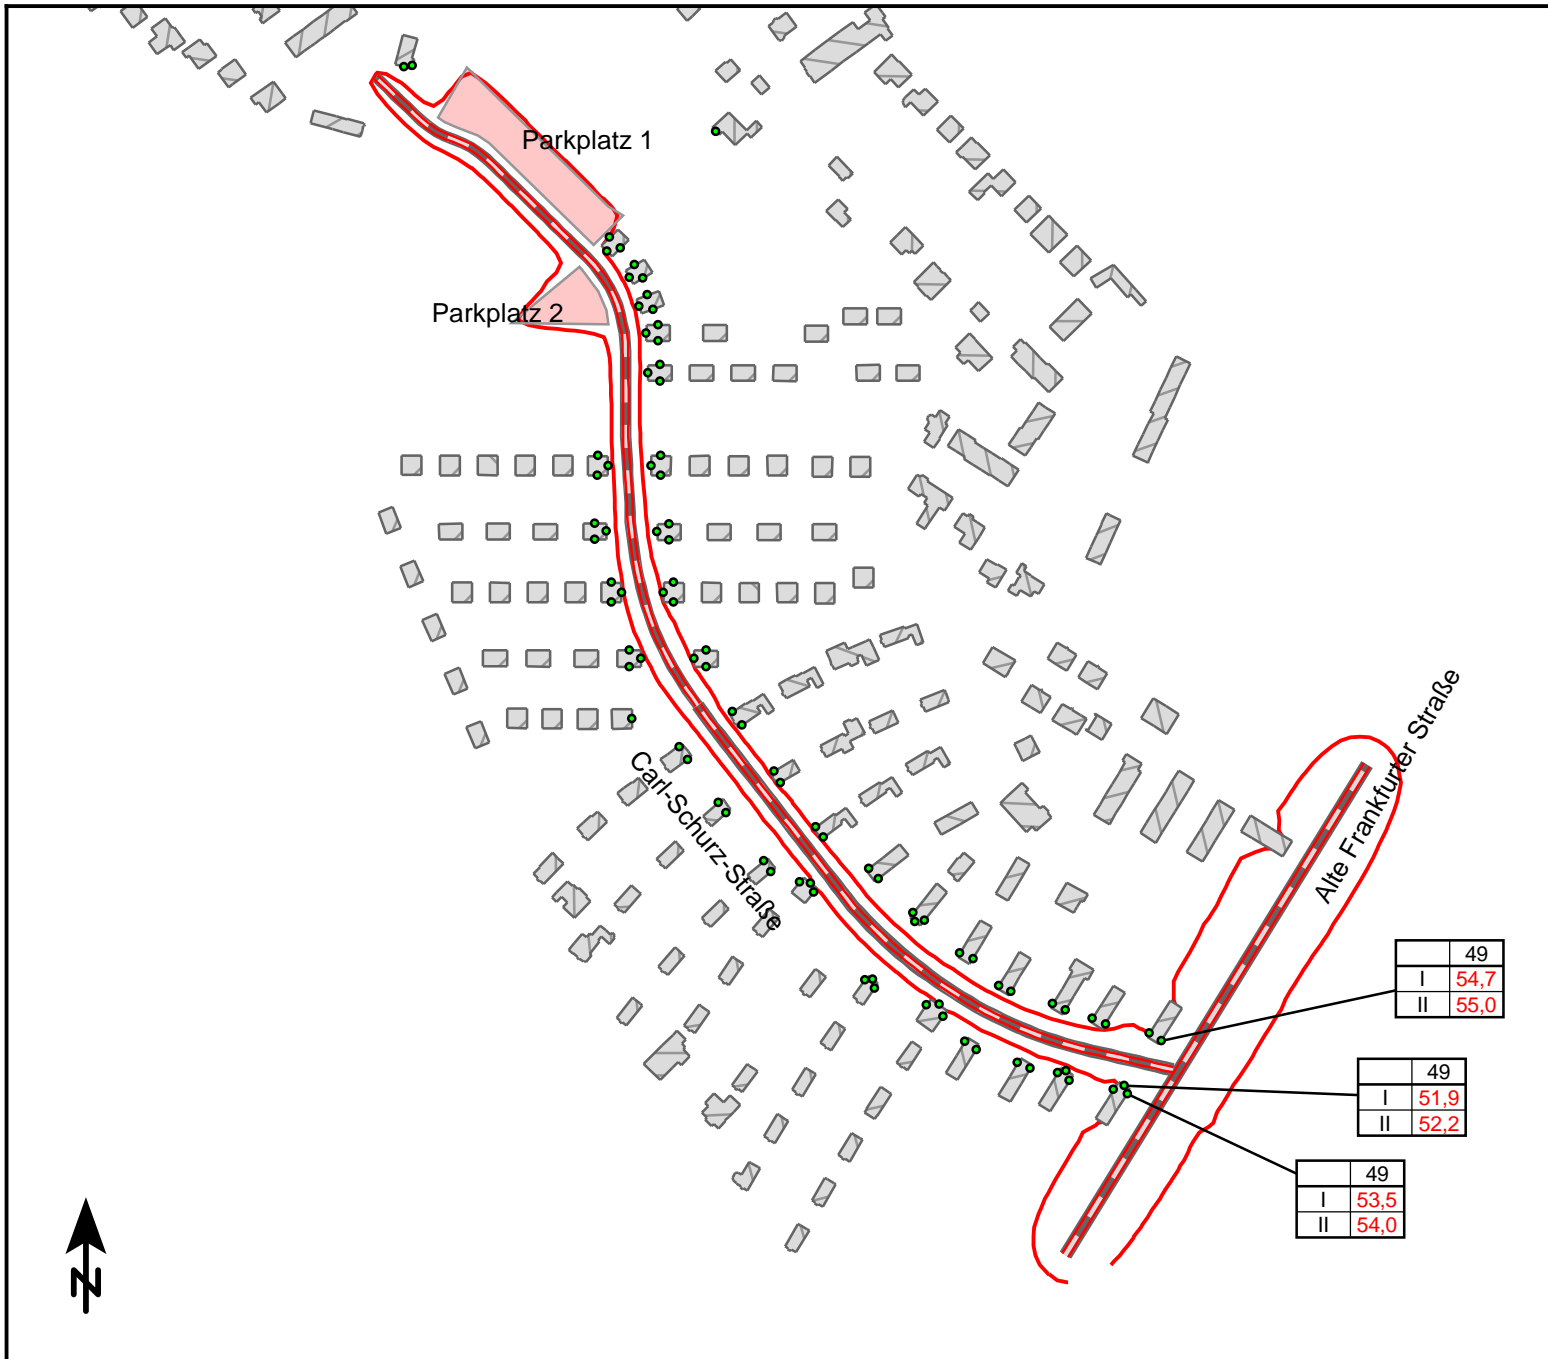 Parkplatz 1
Parkplatz 2
Carl-Schurz-Straße
Alte Frankfurter Straße
49
I 54,7
II 55,0
49
I 51,9
II 52,2
49
I 53,5
II 54,0
N